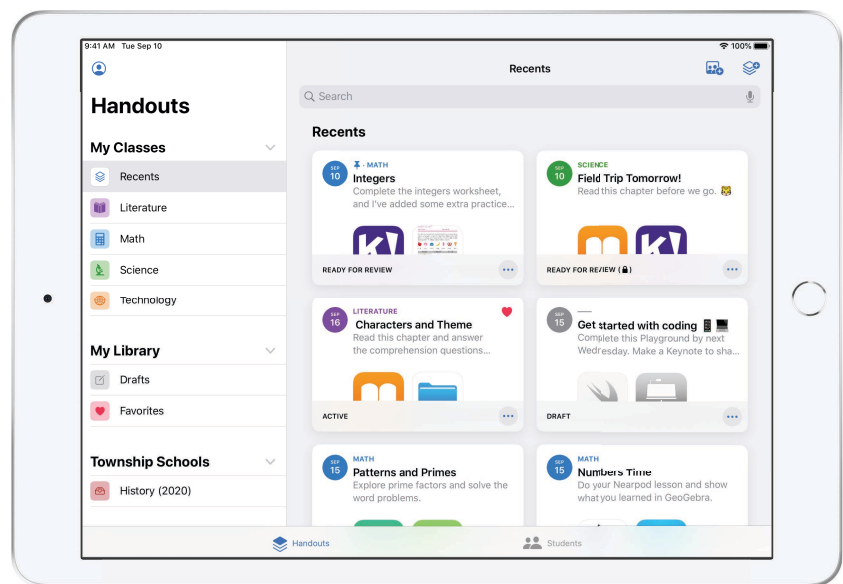 9:41 AM Tue Sep 10
100%
Handouts
My Classes
Recents
Literature
Math
Science
Technology
My Library
Drafts
Favorites
Township Schools
History (2020)
Recents
Search
Recents
SEP
10
MATH
Integers
Complete the integers worksheet,
and I've added some extra practice...
K!
READY FOR REVIEW
SEP
10
SCIENCE
Field Trip Tomorrow!
Read this chapter before we go. 🐯
K!
READY FOR REVIEW (🔒)
SEP
16
LITERATURE
Characters and Theme
Read this chapter and answer
the comprehension questions...
ACTIVE
SEP
15
Get started with coding 📱 💻
Complete this Playground by next
Wednesday. Make a Keynote to sha...
DRAFT
SEP
15
MATH
Patterns and Primes
Explore prime factors and solve the
word problems.
SEP
15
MATH
Numbers Time
Do your Nearpod lesson and show
what you learned in GeoGebra.
Handouts
Students